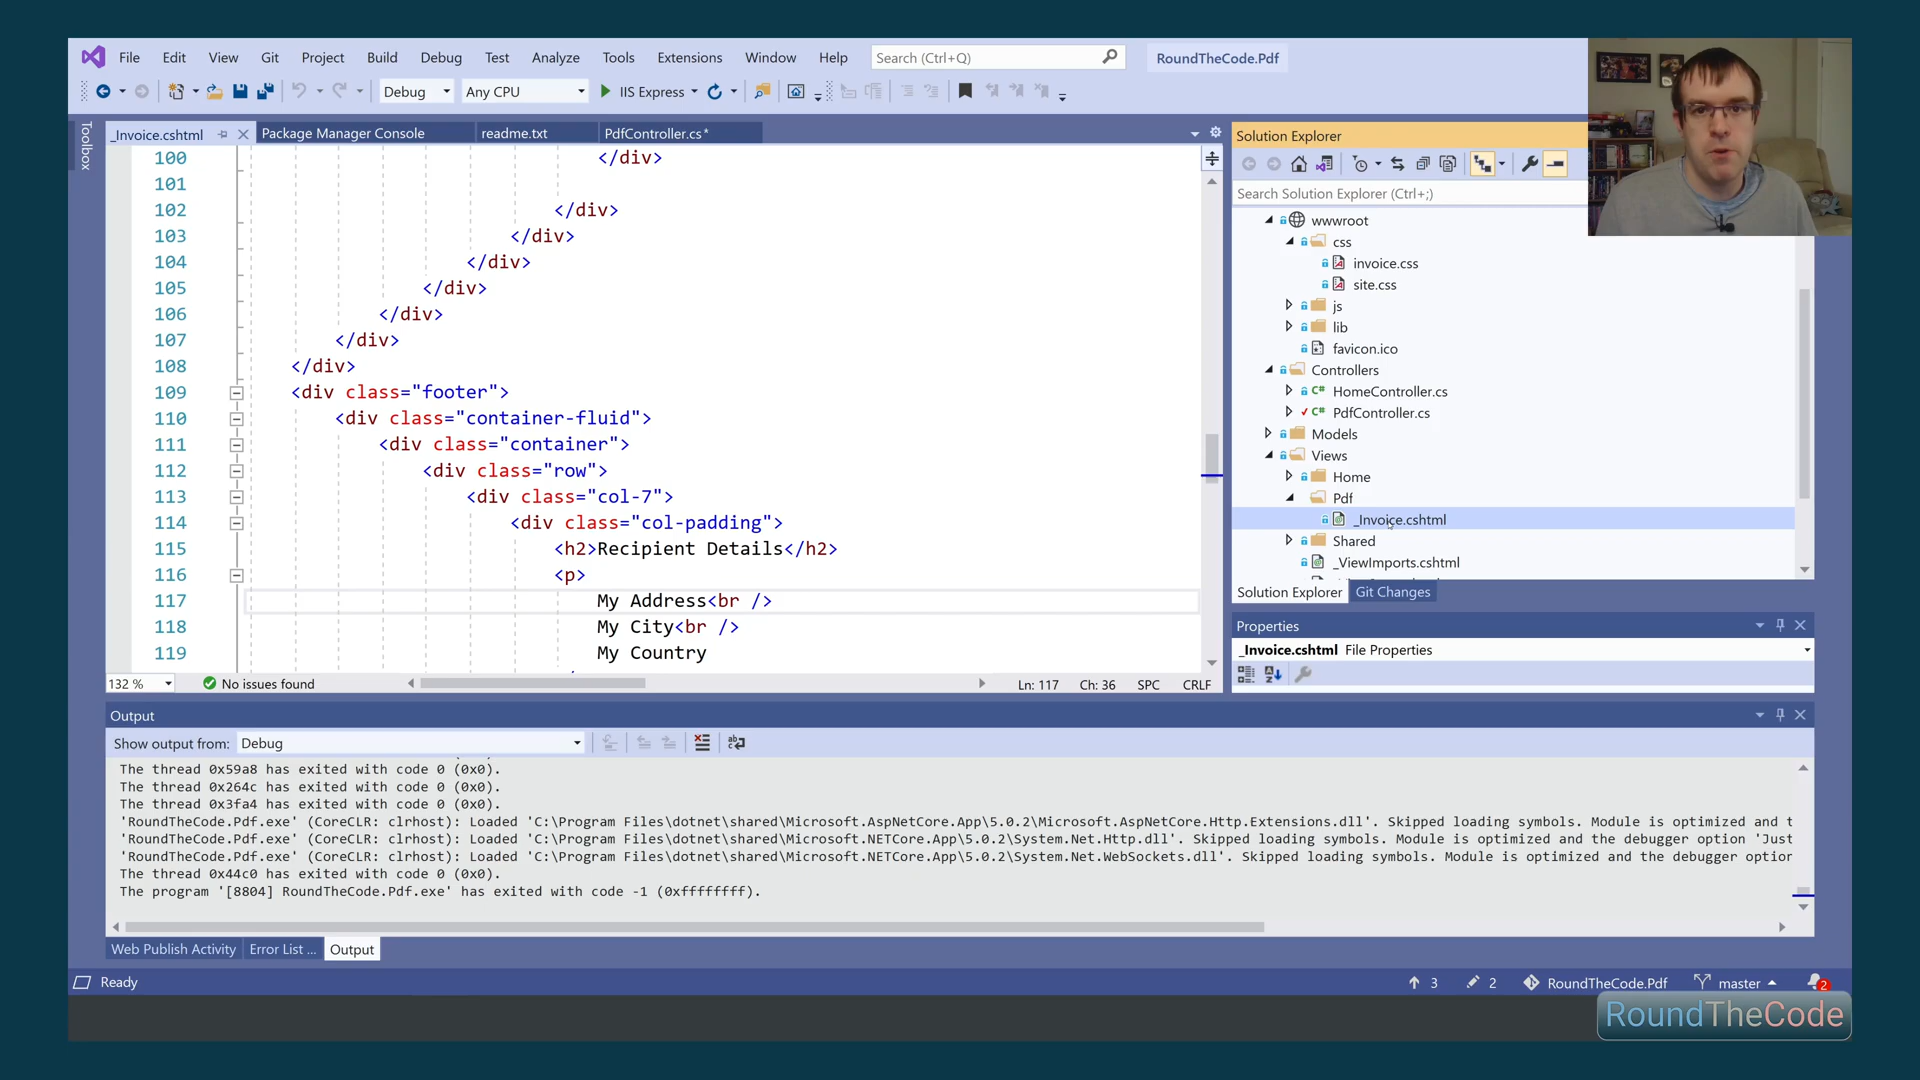 File Edit View Git Project Build Debug Test Analyze Tools Extensions Window Help Search (Ctrl+Q) RoundTheCode.Pdf
Debug Any CPU IIS Express
Toolbox
_Invoice.cshtml Package Manager Console readme.txt PdfController.cs*
100 </div>
101
102 </div>
103 </div>
104 </div>
105 </div>
106 </div>
107 </div>
108 </div>
109 <div class="footer">
110 <div class="container-fluid">
111 <div class="container">
112 <div class="row">
113 <div class="col-7">
114 <div class="col-padding">
115 <h2>Recipient Details</h2>
116 <p>
117 My Address<br />
118 My City<br />
119 My Country
132 % No issues found Ln: 117 Ch: 36 SPC CRLF
Solution Explorer
Search Solution Explorer (Ctrl+;)
wwwroot
css
invoice.css
site.css
js
lib
favicon.ico
Controllers
C# HomeController.cs
C# PdfController.cs
Models
Views
Home
Pdf
_Invoice.cshtml
Shared
_ViewImports.cshtml
Solution Explorer Git Changes
Properties
_Invoice.cshtml File Properties
Output
Show output from: Debug
The thread 0x59a8 has exited with code 0 (0x0).
The thread 0x264c has exited with code 0 (0x0).
The thread 0x3fa4 has exited with code 0 (0x0).
'RoundTheCode.Pdf.exe' (CoreCLR: clrhost): Loaded 'C:\Program Files\dotnet\shared\Microsoft.AspNetCore.App\5.0.2\Microsoft.AspNetCore.Http.Extensions.dll'. Skipped loading symbols. Module is optimized and t
'RoundTheCode.Pdf.exe' (CoreCLR: clrhost): Loaded 'C:\Program Files\dotnet\shared\Microsoft.NETCore.App\5.0.2\System.Net.Http.dll'. Skipped loading symbols. Module is optimized and the debugger option 'Just
'RoundTheCode.Pdf.exe' (CoreCLR: clrhost): Loaded 'C:\Program Files\dotnet\shared\Microsoft.NETCore.App\5.0.2\System.Net.WebSockets.dll'. Skipped loading symbols. Module is optimized and the debugger option
The thread 0x44c0 has exited with code 0 (0x0).
The program '[8804] RoundTheCode.Pdf.exe' has exited with code -1 (0xffffffff).
Web Publish Activity Error List ... Output
Ready 3 2 RoundTheCode.Pdf master 2
RoundTheCode